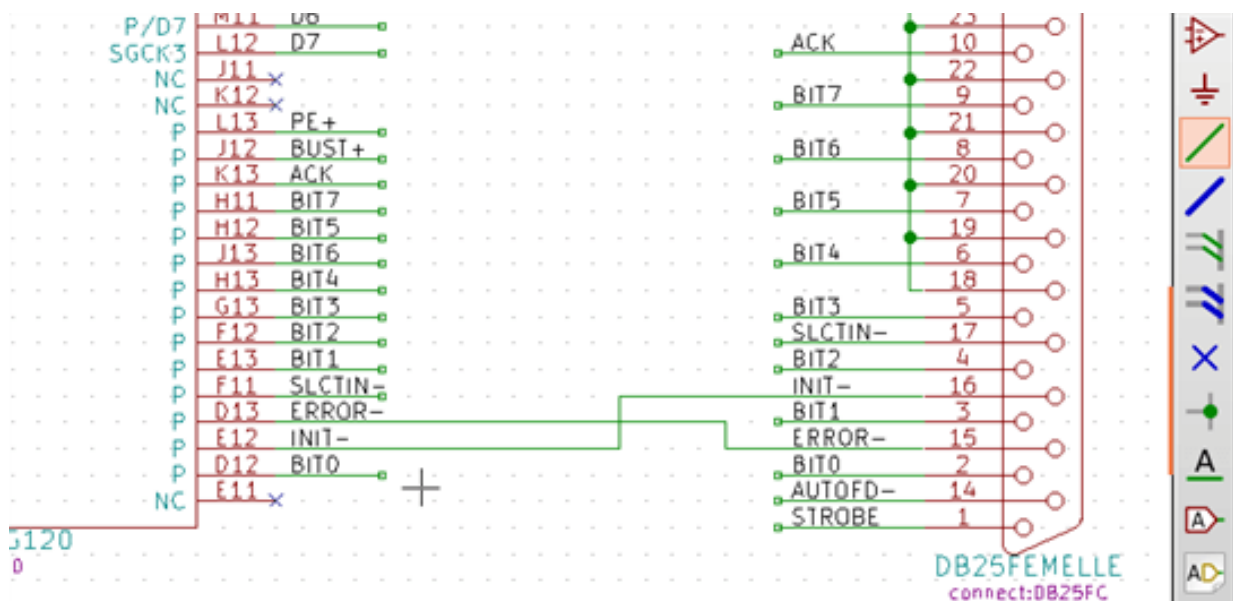 P/D7 M11 D6
SGCK3 L12 D7
NC J11
NC K12
P L13 PE+
P J12 BUST+
P K13 ACK
P H11 BIT7
P H12 BIT5
P J13 BIT6
P H13 BIT4
P G13 BIT3
P F12 BIT2
P E13 BIT1
P F11 SLCTIN-
P D13 ERROR-
P E12 INIT-
P D12 BIT0
NC E11
G120
23
ACK 10
22
BIT7 9
21
BIT6 8
20
BIT5 7
19
BIT4 6
18
BIT3 5
SLCTIN- 17
BIT2 4
INIT- 16
BIT1 3
ERROR- 15
BIT0 2
AUTOFD- 14
STROBE 1
DB25FEMELLE
connect:DB25FC
A
A
AD